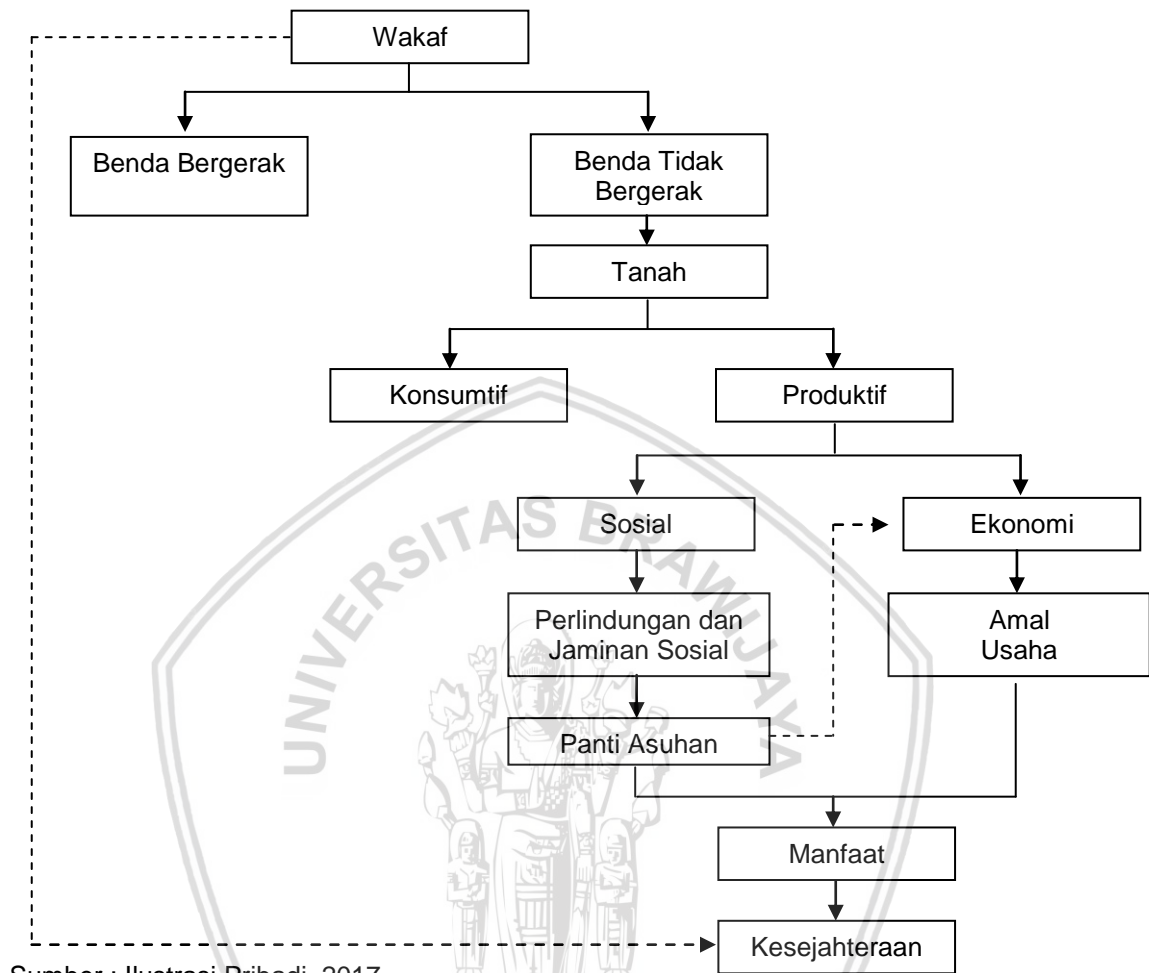 Wakaf
Benda Bergerak
Benda Tidak
Bergerak
Tanah
Konsumtif
Produktif
Sosial
Ekonomi
Perlindungan dan
Jaminan Sosial
Amal
Usaha
Panti Asuhan
Manfaat
Kesejahteraan
UNIVERSITAS BRAWIJAYA
Sumber : Ilustrasi Pribadi, 2017